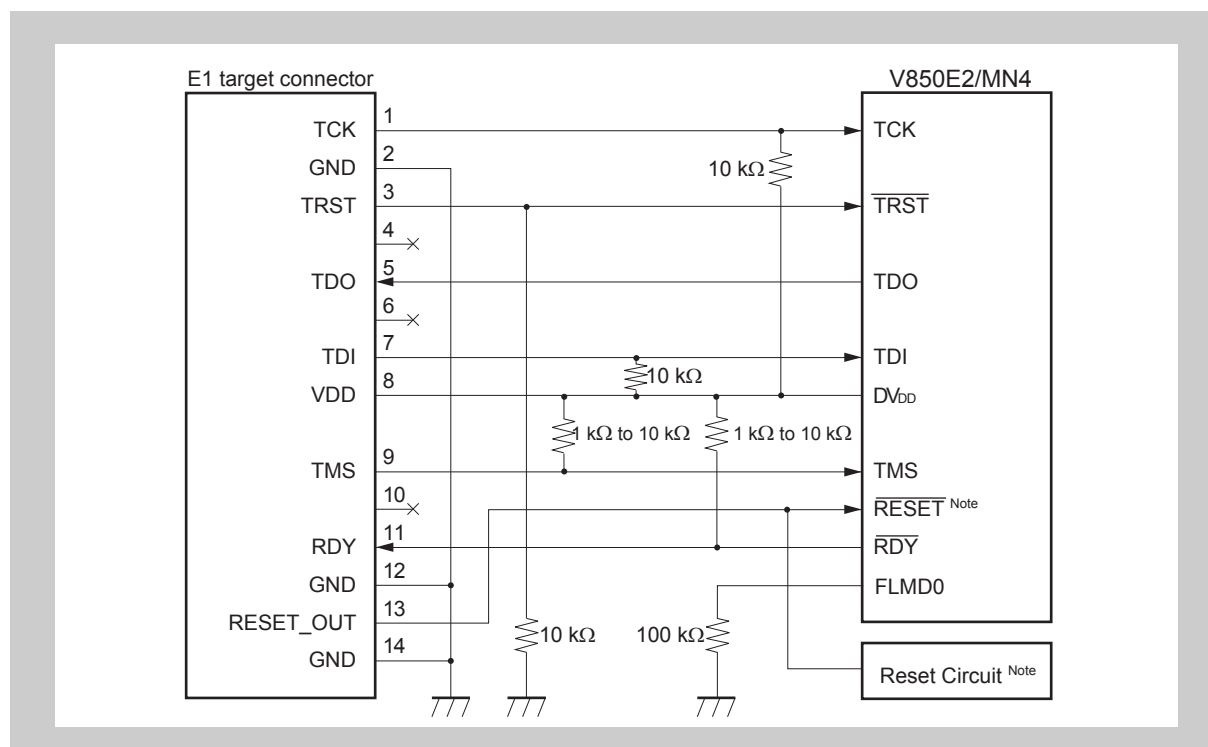 E1 target connector
V850E2/MN4
TCK 1 TCK
GND 2
10 kΩ
TRST 3 TRST
4
TDO 5 TDO
6
TDI 7 TDI
10 kΩ
VDD 8 DVDD
1 kΩ to 10 kΩ 1 kΩ to 10 kΩ
TMS 9 TMS
10 RESET Note
RDY 11 RDY
GND 12 FLMD0
RESET_OUT 13
10 kΩ 100 kΩ
GND 14
Reset Circuit Note